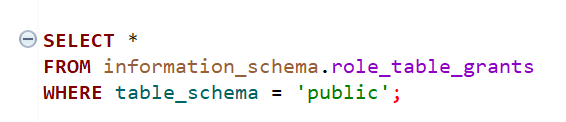 SELECT *
FROM information_schema.role_table_grants
WHERE table_schema = 'public';